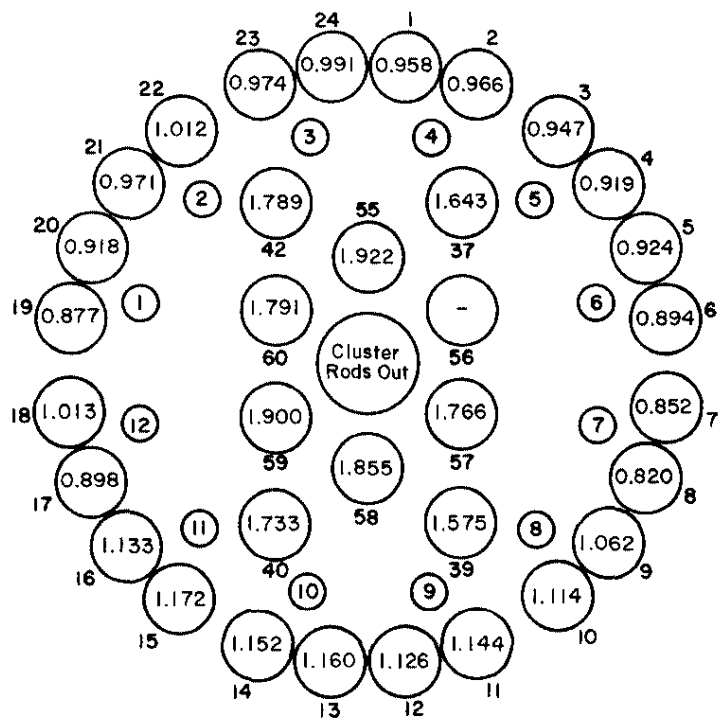 24 1
23 2
0.991 0.958
0.974 0.966
22 3
1.012 3 4 0.947
21 4
0.971 2 1.789 55 1.643 5 0.919
20 42 37 5
0.918 1.922 0.924
19 1 1.791 - 6 6
0.877 0.894
60 Cluster 56
Rods Out
18 1.013 12 1.900 1.766 7 0.852 7
59 1.855 57
0.898 0.820
17 58 8
11 1.733 1.575 8
1.133 1.062
16 40 39 9
1.172 10 9 1.114
15 10
1.152 1.160 1.126 1.144
14 11
13 12